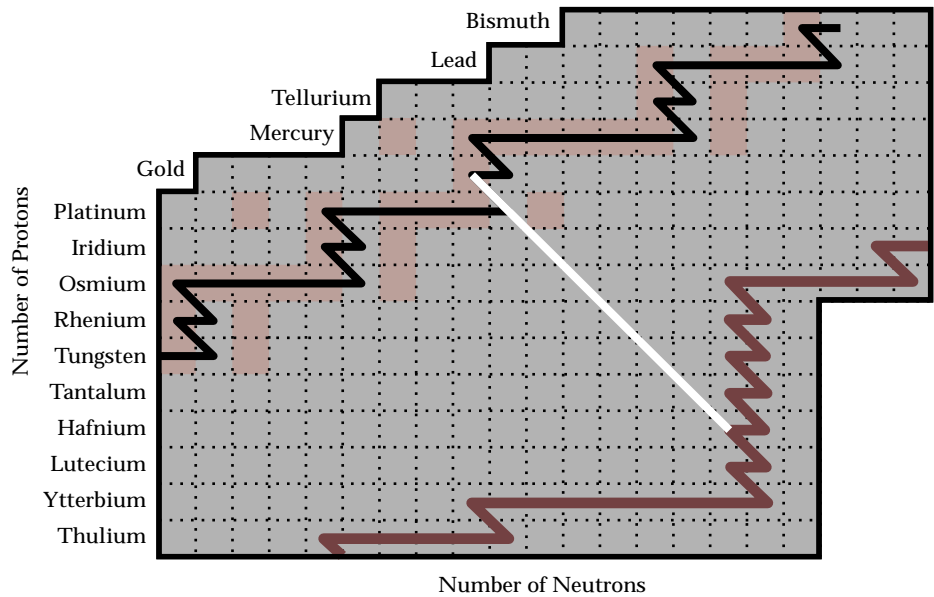 Bismuth
Lead
Tellurium
Mercury
Gold
Platinum
Iridium
Osmium
Rhenium
Tungsten
Tantalum
Hafnium
Lutecium
Ytterbium
Thulium
Number of Protons
Number of Neutrons